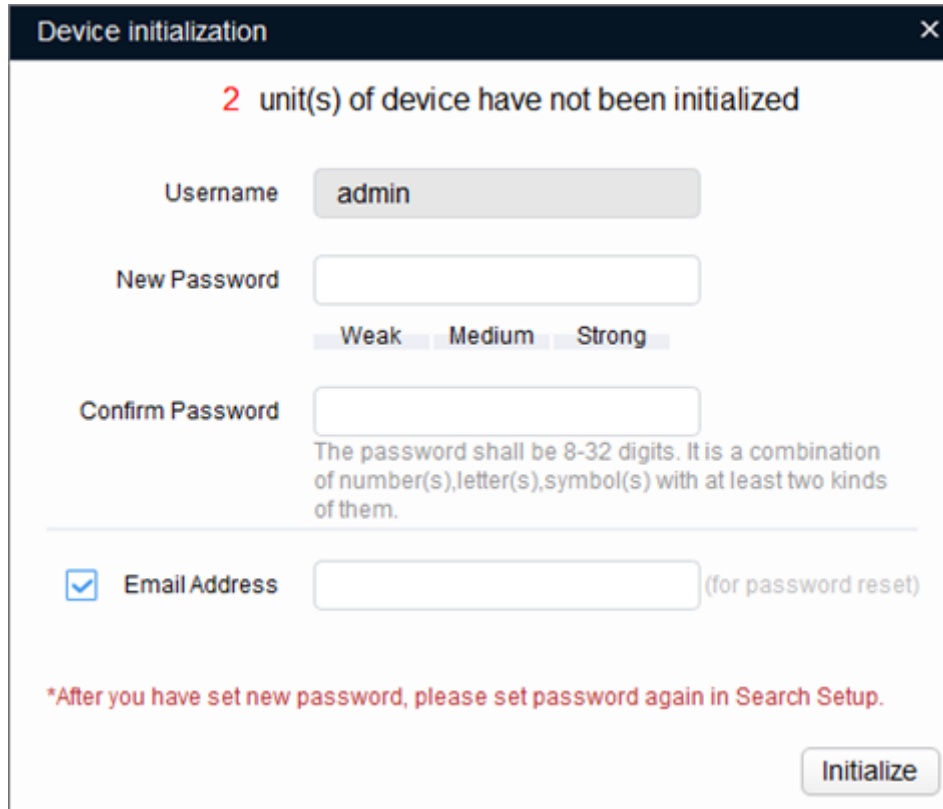 Device initialization
2 unit(s) of device have not been initialized
Username admin
New Password
Weak Medium Strong
Confirm Password
The password shall be 8-32 digits. It is a combination
of number(s),letter(s),symbol(s) with at least two kinds
of them.
Email Address (for password reset)
*After you have set new password, please set password again in Search Setup.
Initialize